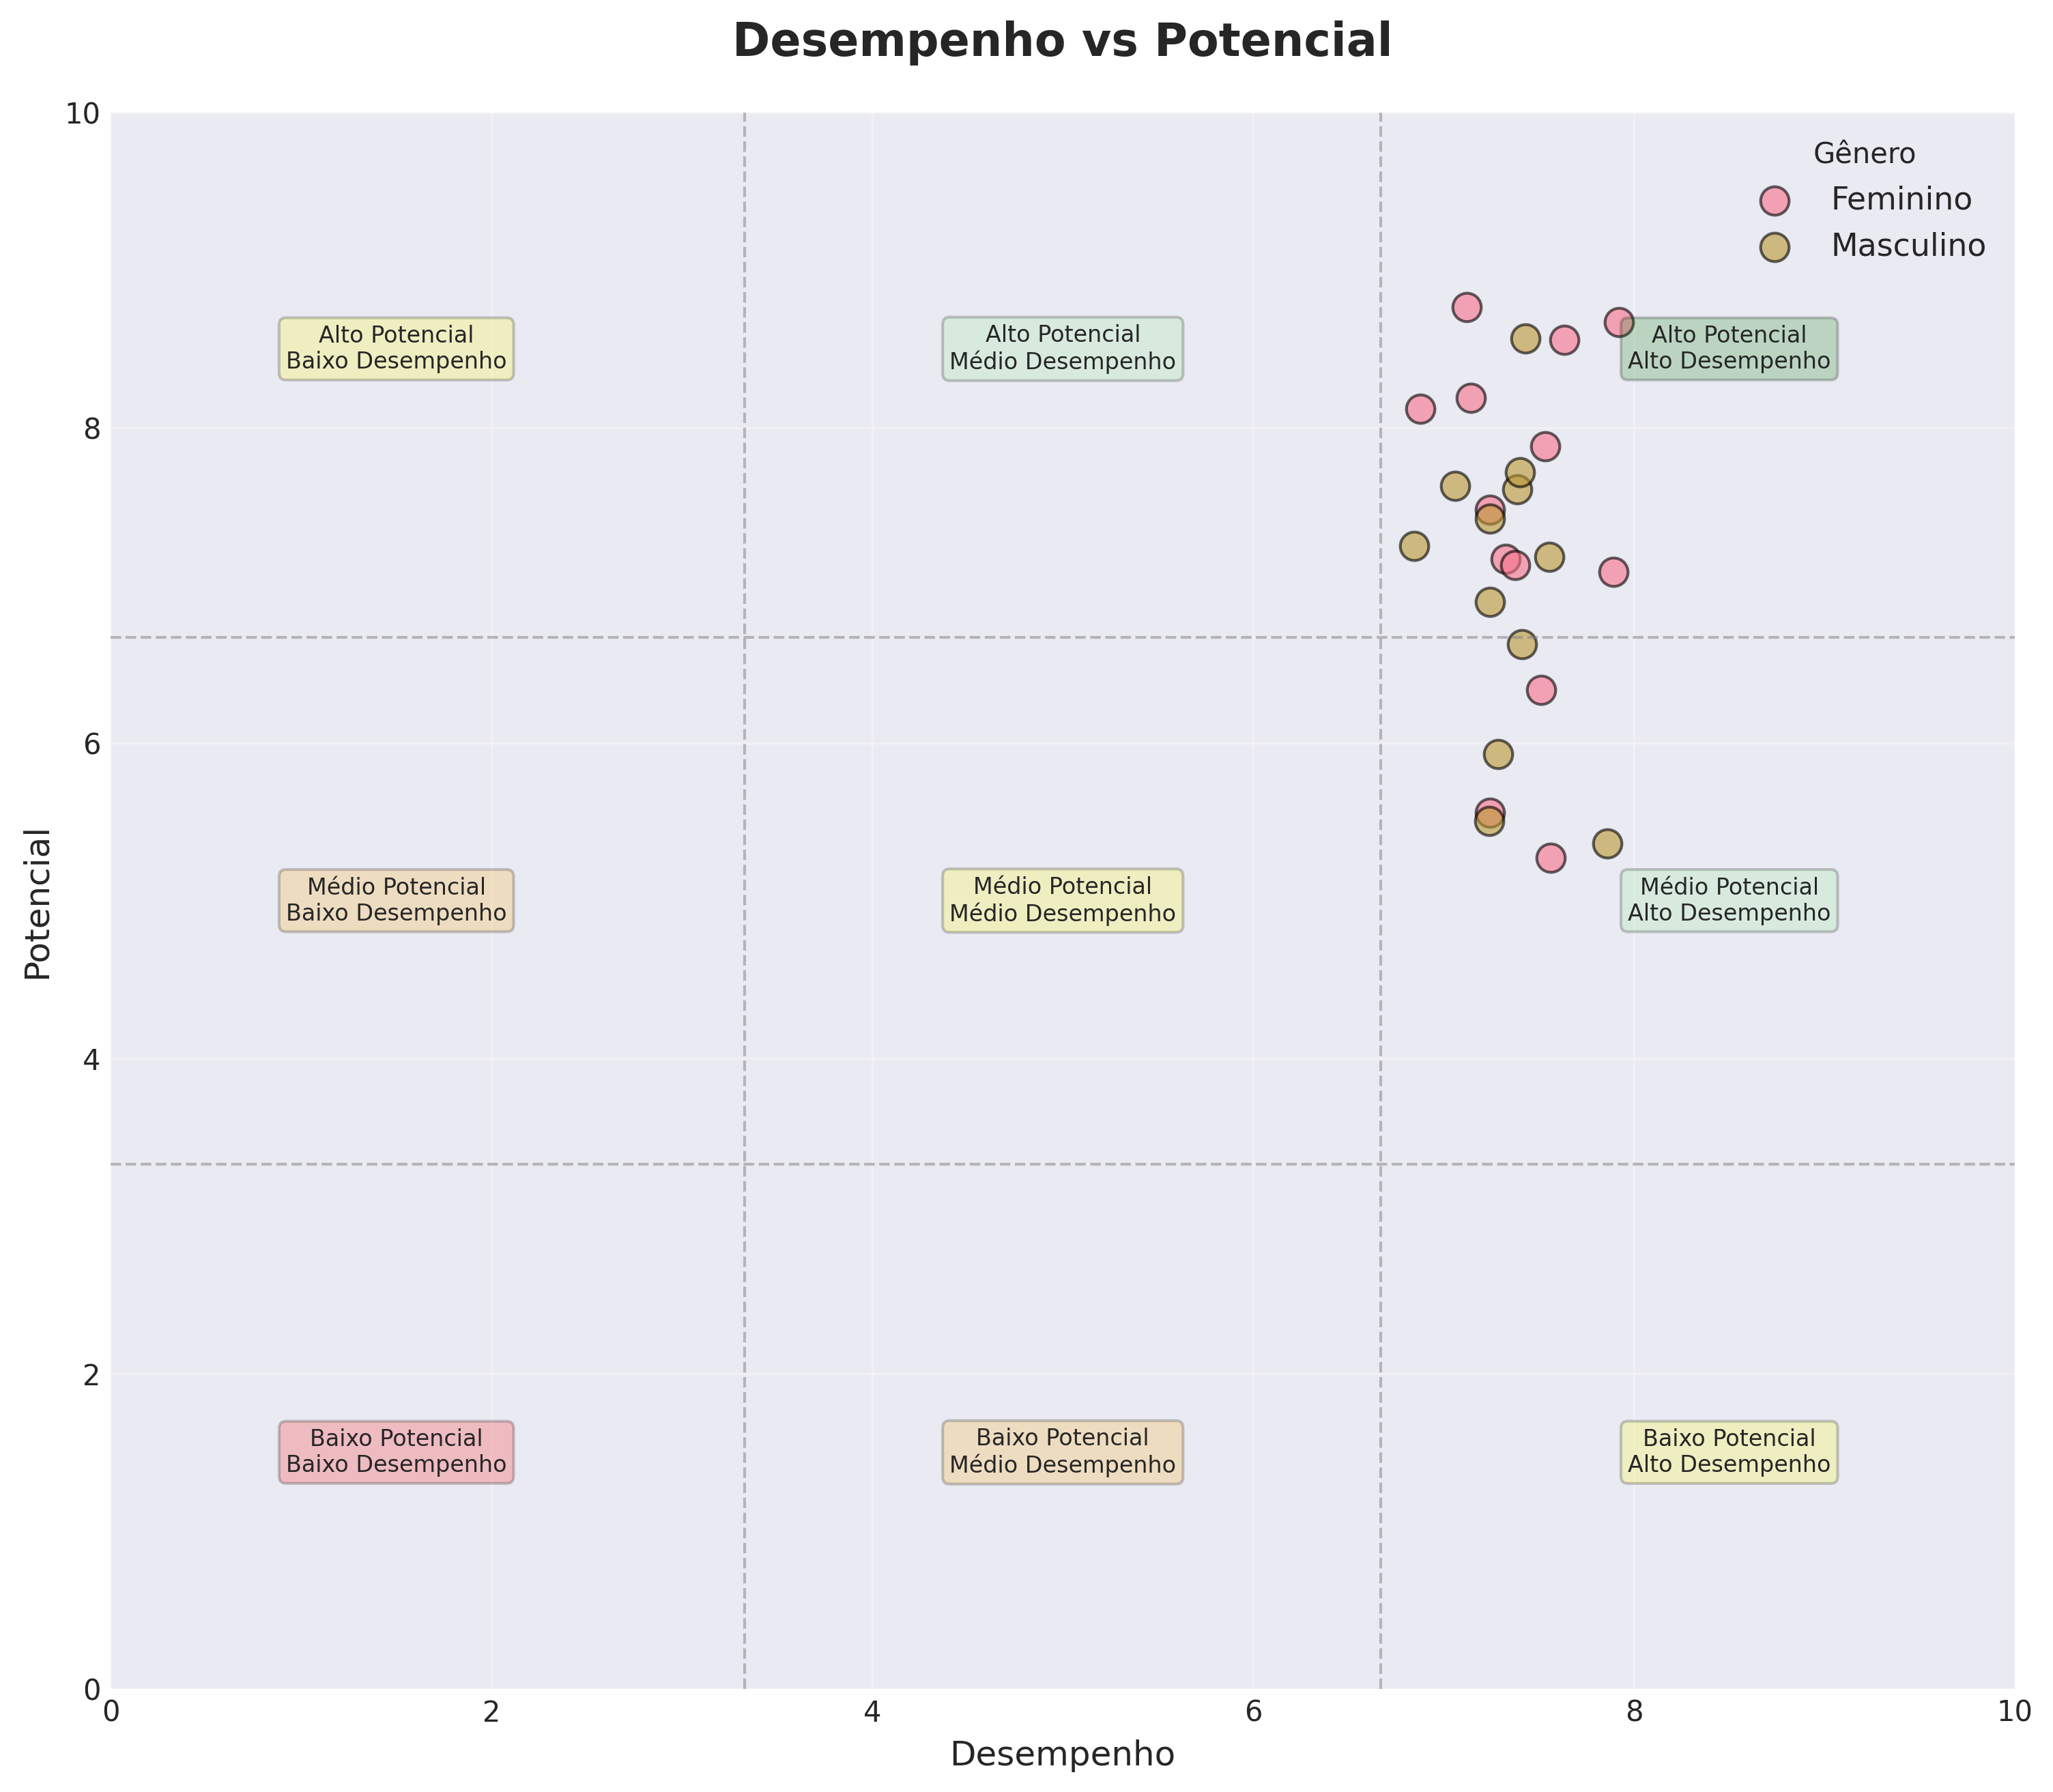 Desempenho vs Potencial
10
8
6
4
2
0
0
2
4
6
8
10
Potencial
Desempenho
Gênero
Feminino
Masculino
Alto Potencial
Baixo Desempenho
Alto Potencial
Médio Desempenho
Alto Potencial
Alto Desempenho
Médio Potencial
Baixo Desempenho
Médio Potencial
Médio Desempenho
Médio Potencial
Alto Desempenho
Baixo Potencial
Baixo Desempenho
Baixo Potencial
Médio Desempenho
Baixo Potencial
Alto Desempenho